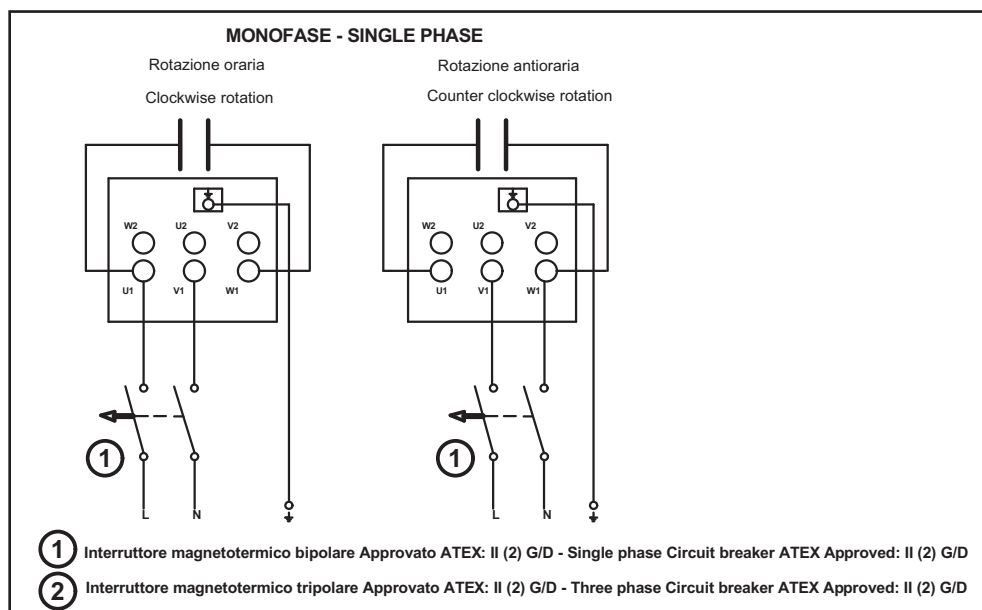 MONOFASE - SINGLE PHASE
Rotazione oraria
Clockwise rotation
Rotazione antioraria
Counter clockwise rotation
W2 U2 V2
U1 V1 W1
W2 U2 V2
U1 V1 W1
1
1
L N
L N
1 Interruttore magnetotermico bipolare Approvato ATEX: II (2) G/D - Single phase Circuit breaker ATEX Approved: II (2) G/D
2 Interruttore magnetotermico tripolare Approvato ATEX: II (2) G/D - Three phase Circuit breaker ATEX Approved: II (2) G/D